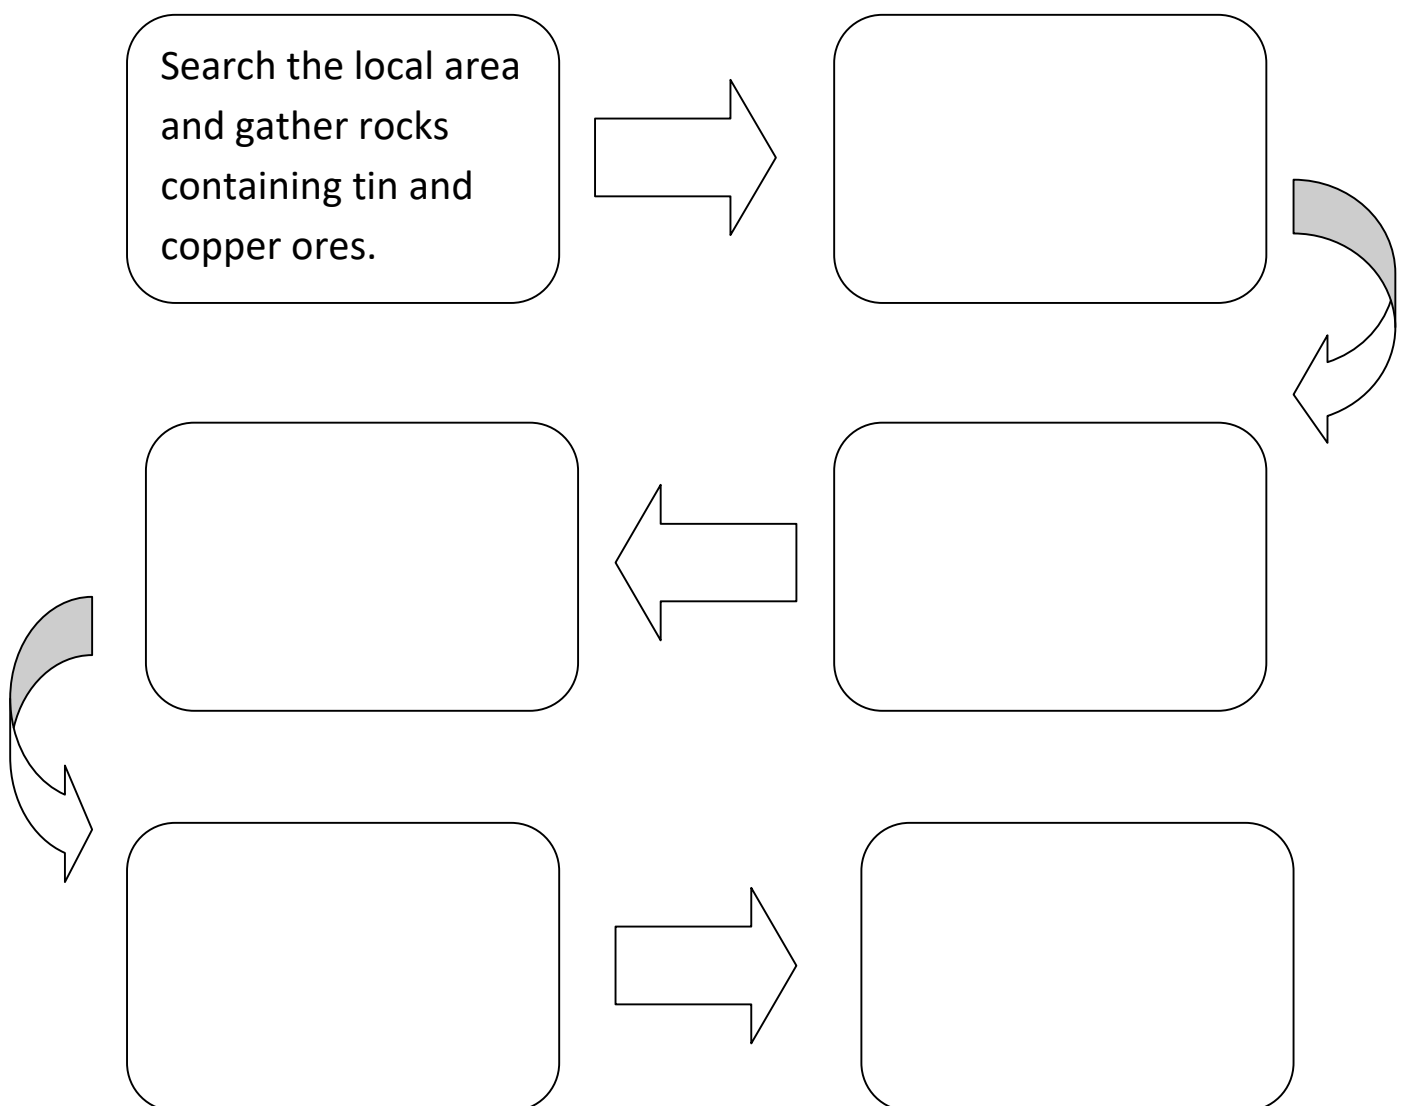 Search the local area
and gather rocks
containing tin and
copper ores.